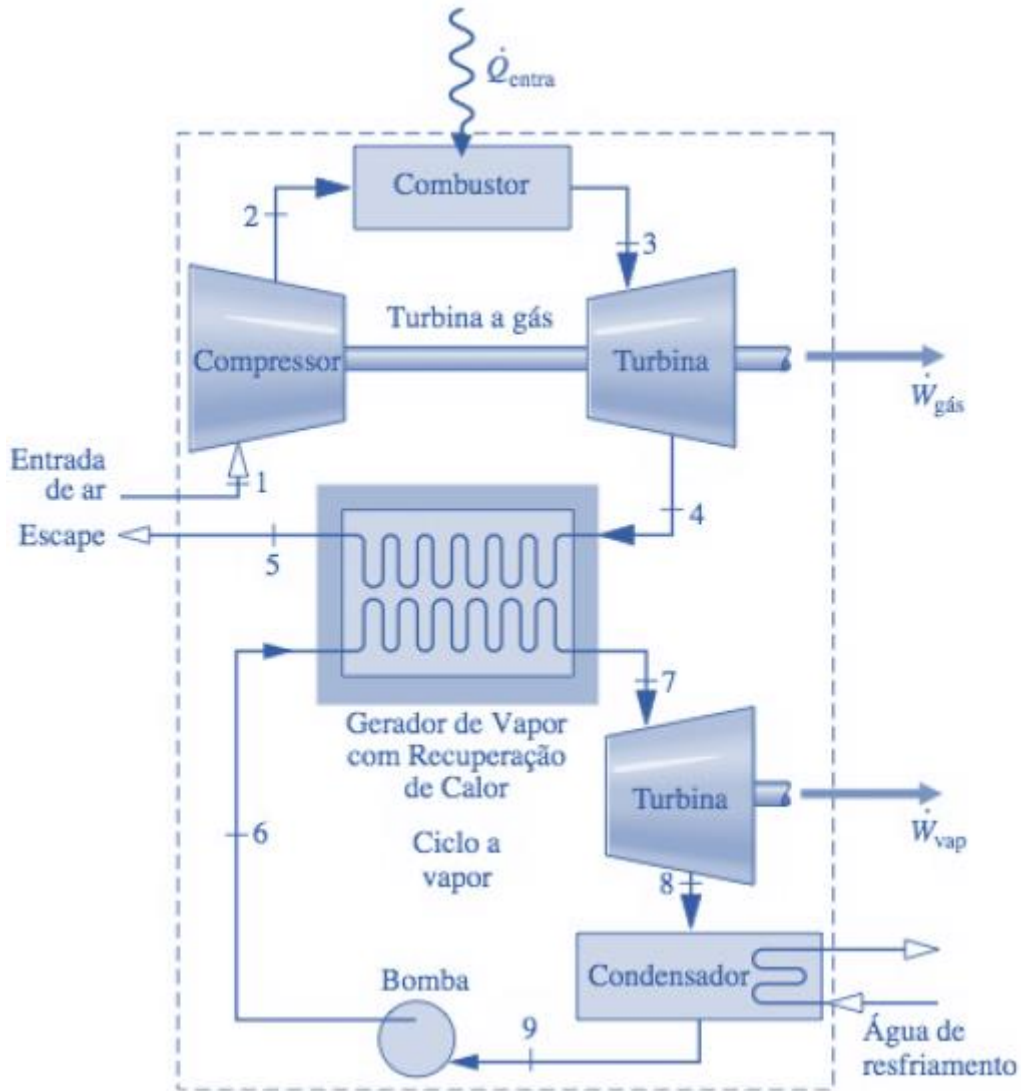 Q̇entra
Combustor
2
3
Turbina a gás
Compressor
Turbina
Ẇgás
Entrada
de ar
1
4
Escape
5
7
Gerador de Vapor
com Recuperação
de Calor
Turbina
Ẇvap
6
Ciclo a
vapor
8
Condensador
Bomba
9
Água de
resfriamento